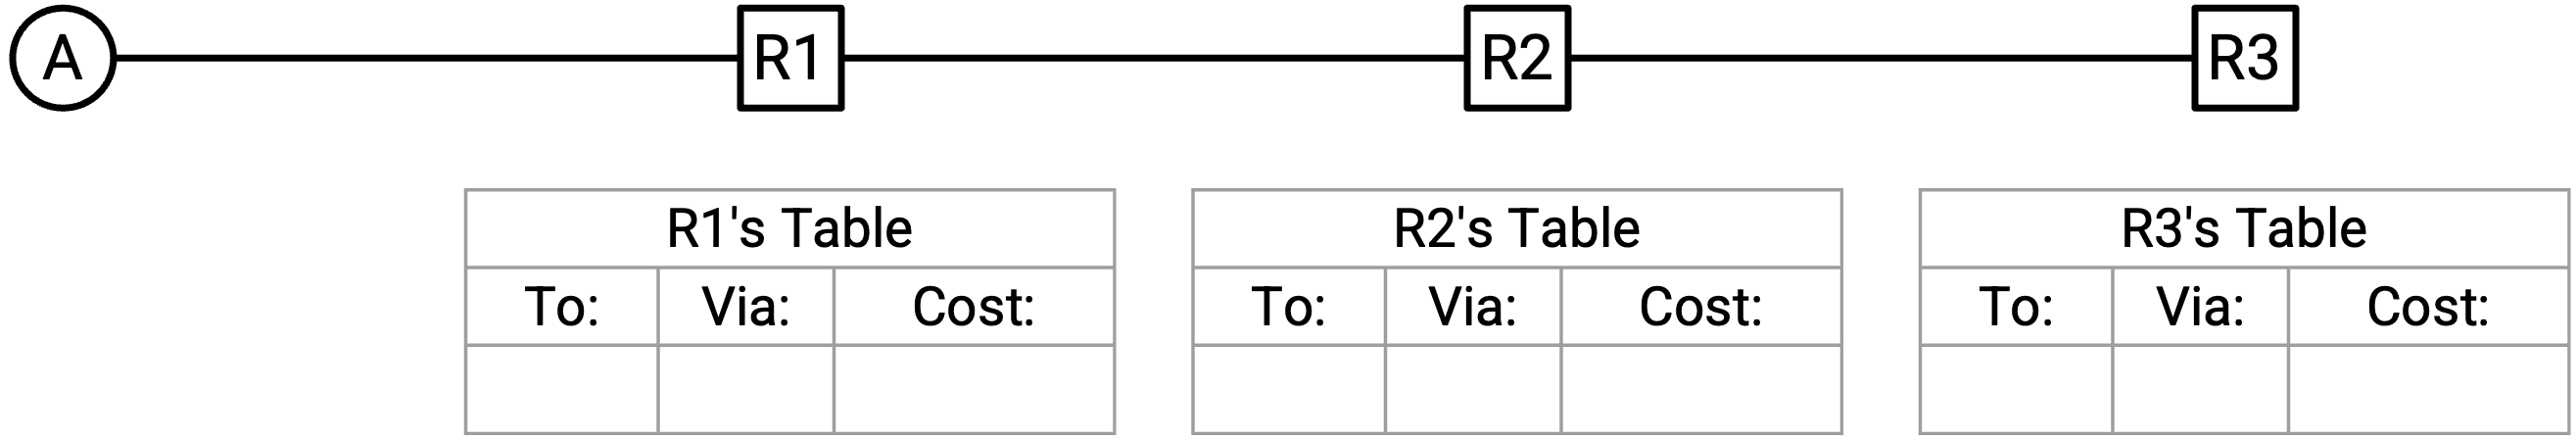 A R1 R2 R3
R1's Table R2's Table R3's Table
To: Via: Cost: To: Via: Cost: To: Via: Cost: